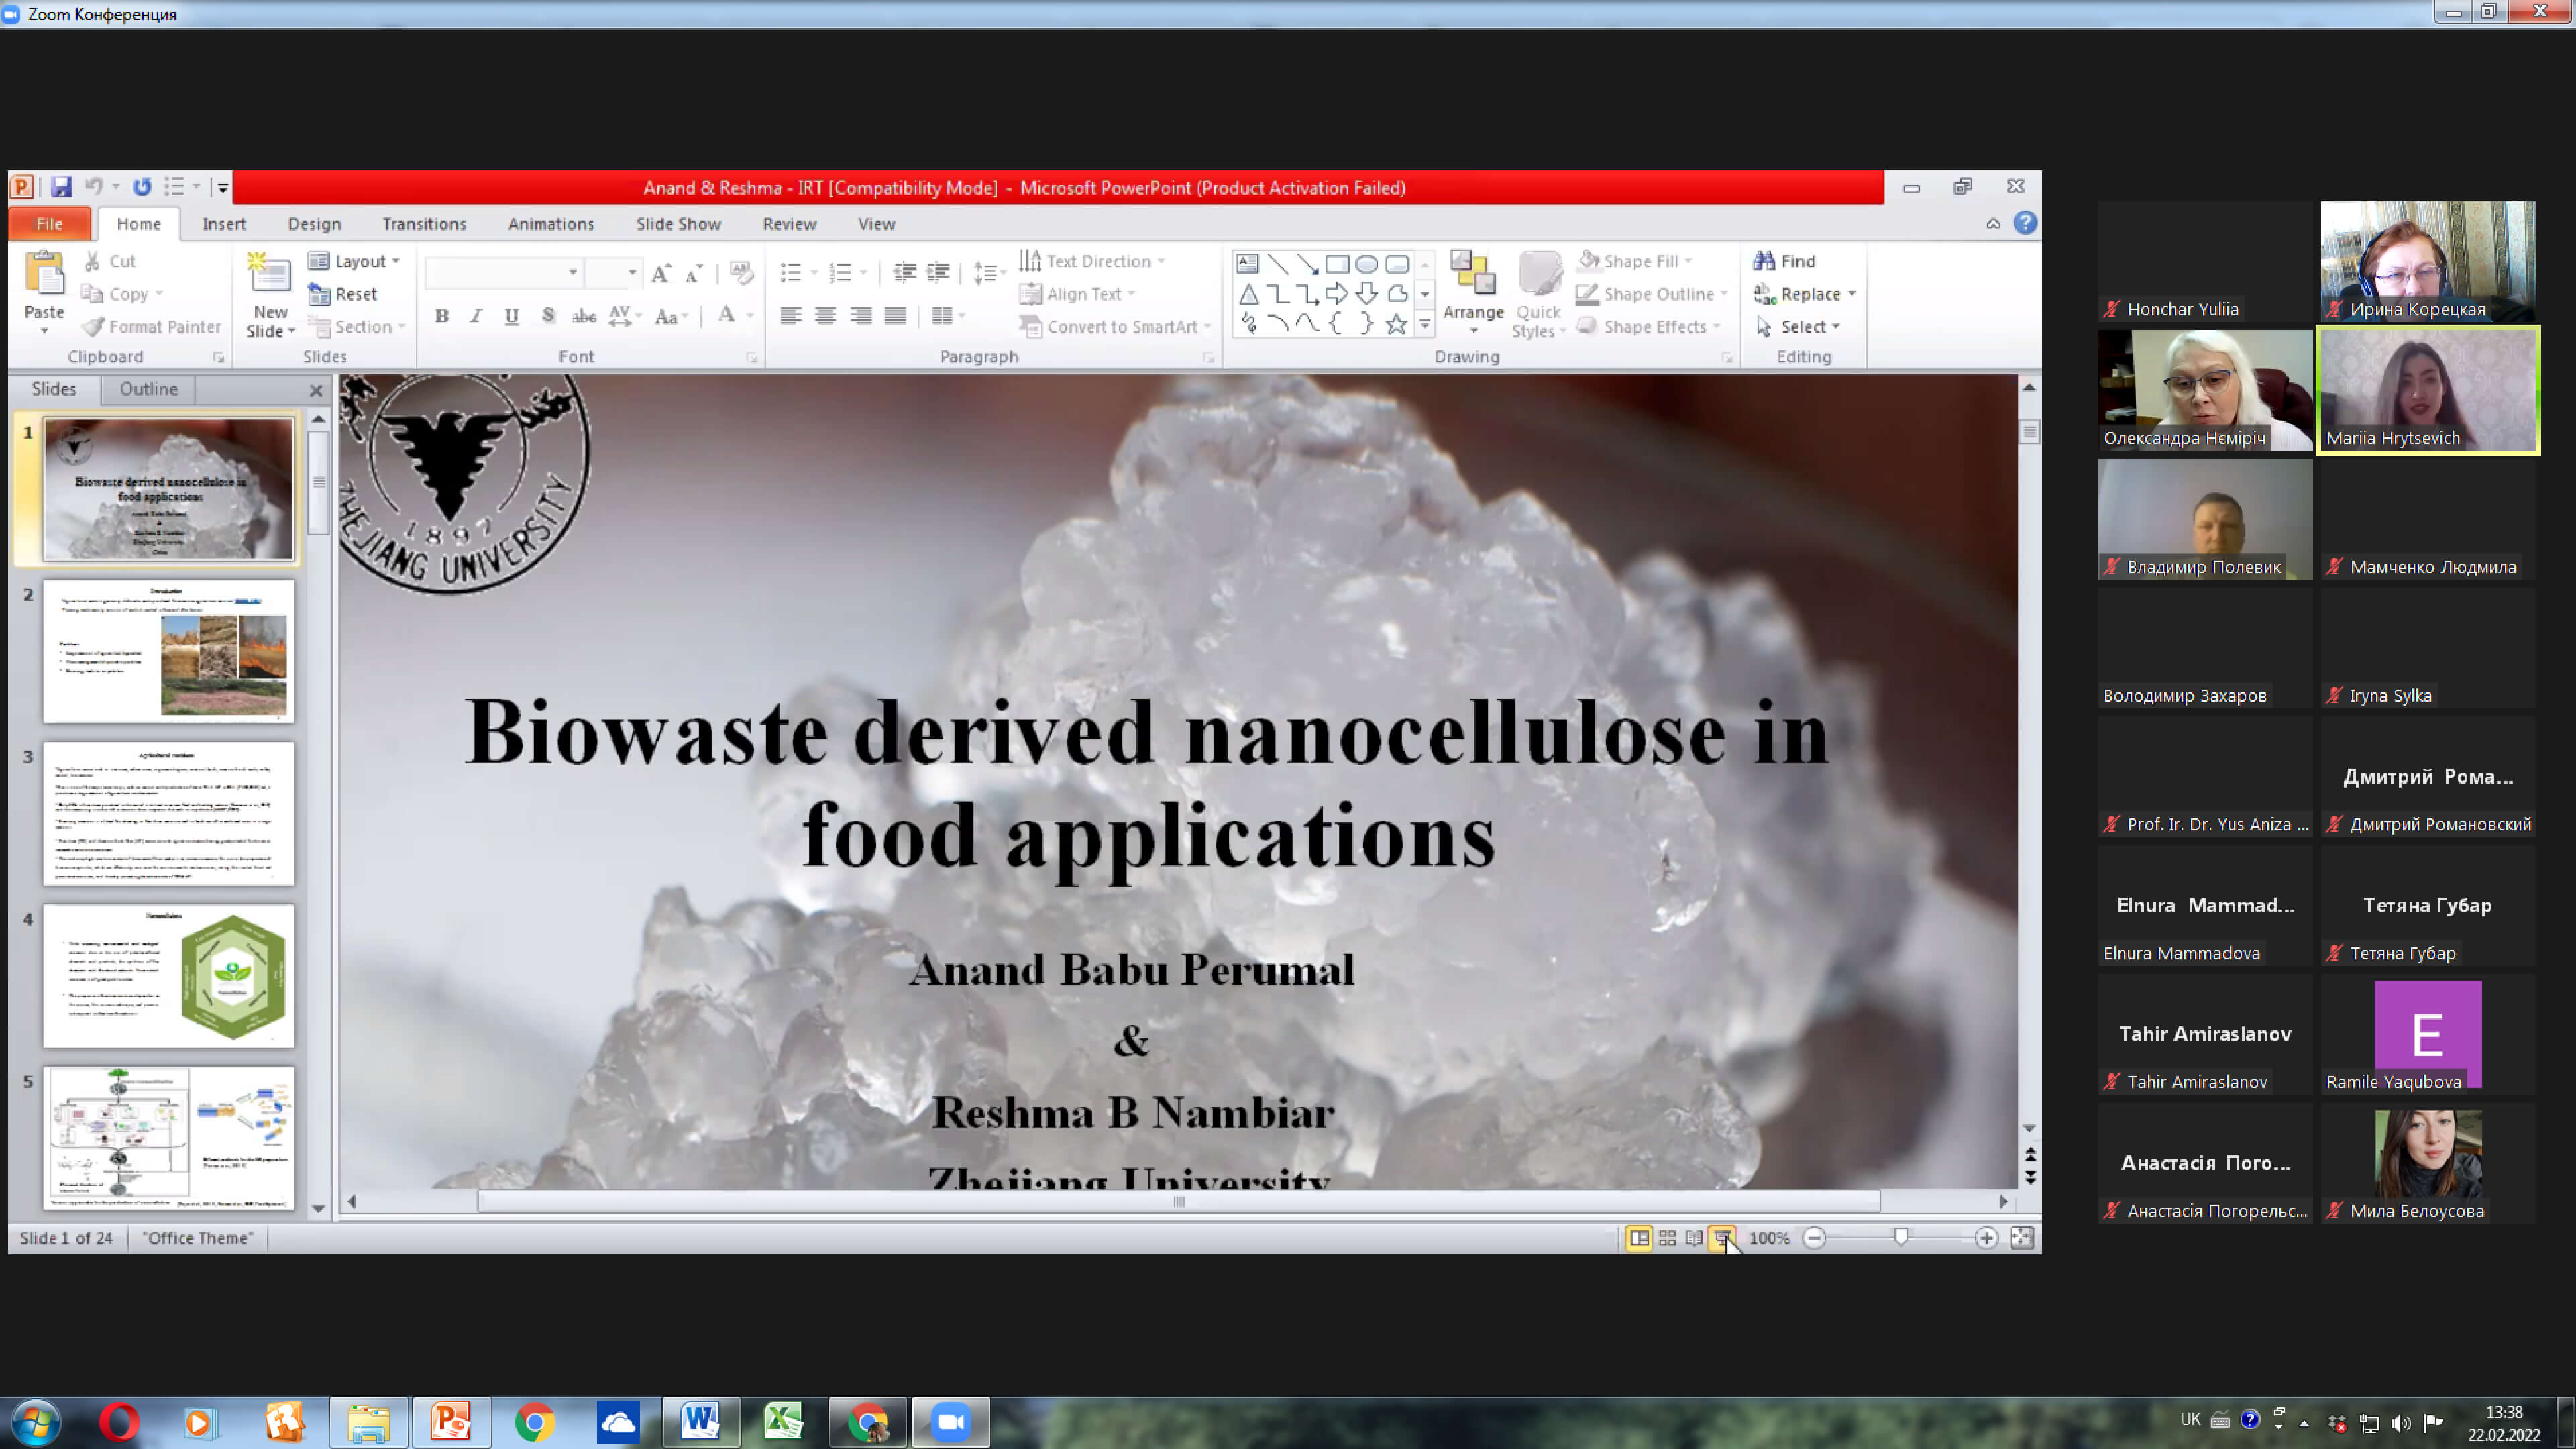 Zoom Конференция
Anand & Reshma - IRT [Compatibility Mode] - Microsoft PowerPoint (Product Activation Failed)
File Home Insert Design Transitions Animations Slide Show Review View
Paste
Cut
Copy
Format Painter
Clipboard
New Slide
Layout
Reset
Section
Slides
Font
Text Direction
Align Text
Convert to SmartArt
Paragraph
Arrange
Quick Styles
Shape Fill
Shape Outline
Shape Effects
Drawing
Find
Replace
Select
Editing
Slides Outline
1
Biowaste derived nanocellulose in
food applications
2
3
4
5
1897
ZHEJIANG UNIVERSITY
Biowaste derived nanocellulose in
food applications
Anand Babu Perumal
&
Reshma B Nambiar
Zhejiang University
Slide 1 of 24 "Office Theme"
100%
Honchar Yuliia
Ирина Корецкая
Олександра Нєміріч
Mariia Hrytsevich
Владимир Полевик
Мамченко Людмила
Володимир Захаров
Iryna Sylka
Prof. Ir. Dr. Yus Aniza ...
Дмитрий Рома...
Дмитрий Романовский
Elnura Mammad...
Elnura Mammadova
Тетяна Губар
Тетяна Губар
Tahir Amiraslanov
Tahir Amiraslanov
E
Ramile Yaqubova
Анастасія Пого...
Анастасія Погорельс...
Мила Белоусова
UK
13:38
22.02.2022